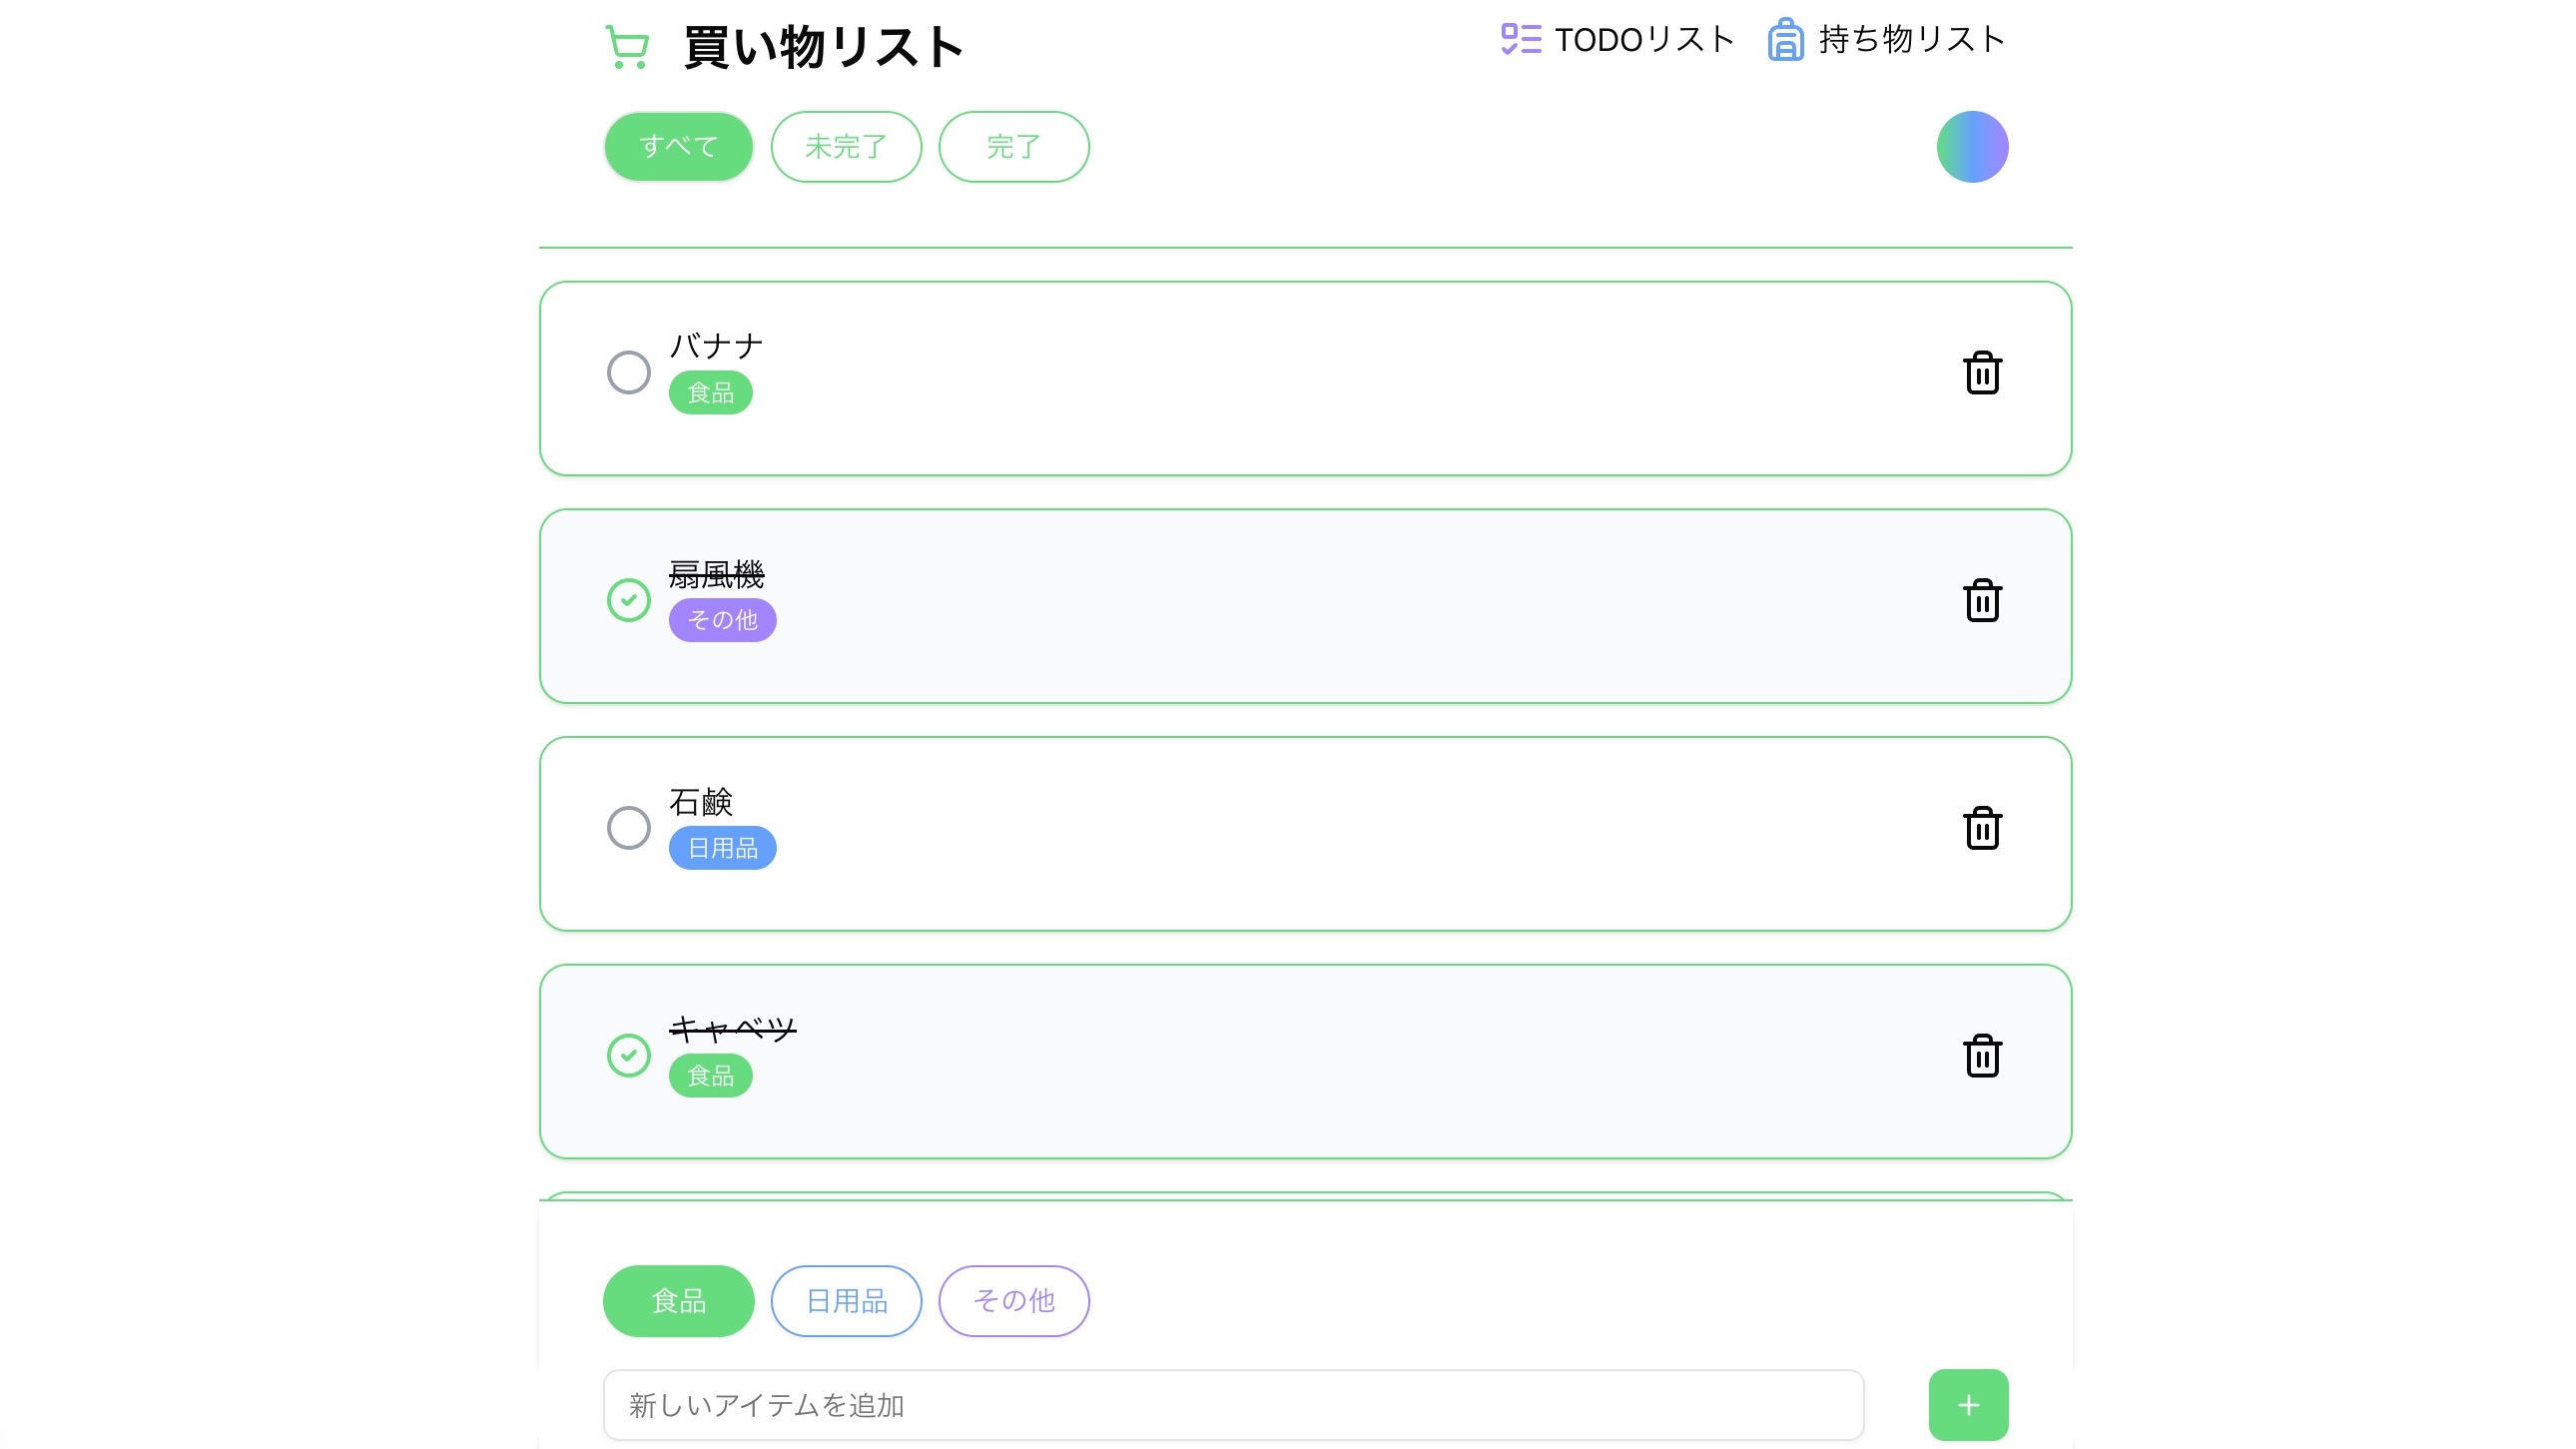 買い物リスト
TODOリスト 持ち物リスト
すべて 未完了 完了
バナナ
食品
扇風機
その他
石鹸
日用品
キャベツ
食品
食品 日用品 その他
新しいアイテムを追加